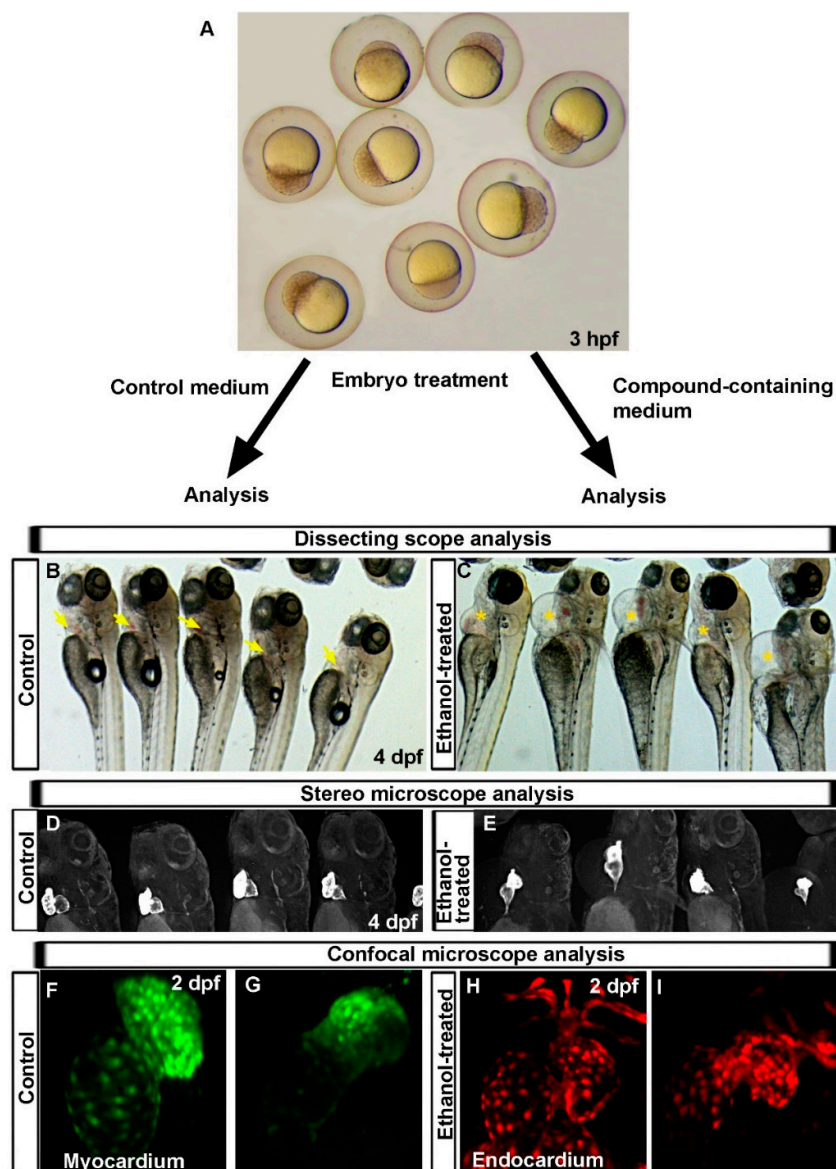 A
3 hpf
Control medium
Embryo treatment
Compound-containing
medium
Analysis
Analysis
Dissecting scope analysis
Control
B
4 dpf
Ethanol-treated
C
Stereo microscope analysis
Control
D
4 dpf
Ethanol-
treated
E
Confocal microscope analysis
Control
F
2 dpf
Myocardium
G
Ethanol-treated
H
2 dpf
Endocardium
I